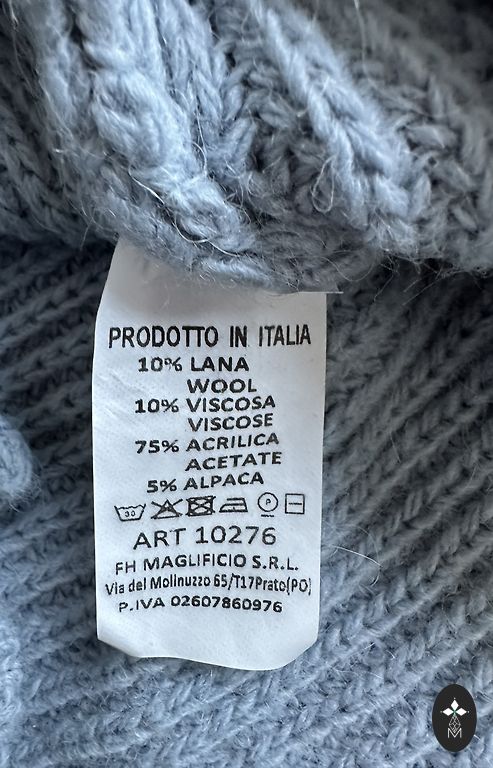 PRODOTTO IN ITALIA
10% LANA
WOOL
10% VISCOSA
VISCOSE
75% ACRILICA
ACETATE
5% ALPACA
30 P
ART 10276
FH MAGLIFICIO S.R.L.
Via del Molinuzzo 65/T17Prato(PO)
P.IVA 02607860976
M